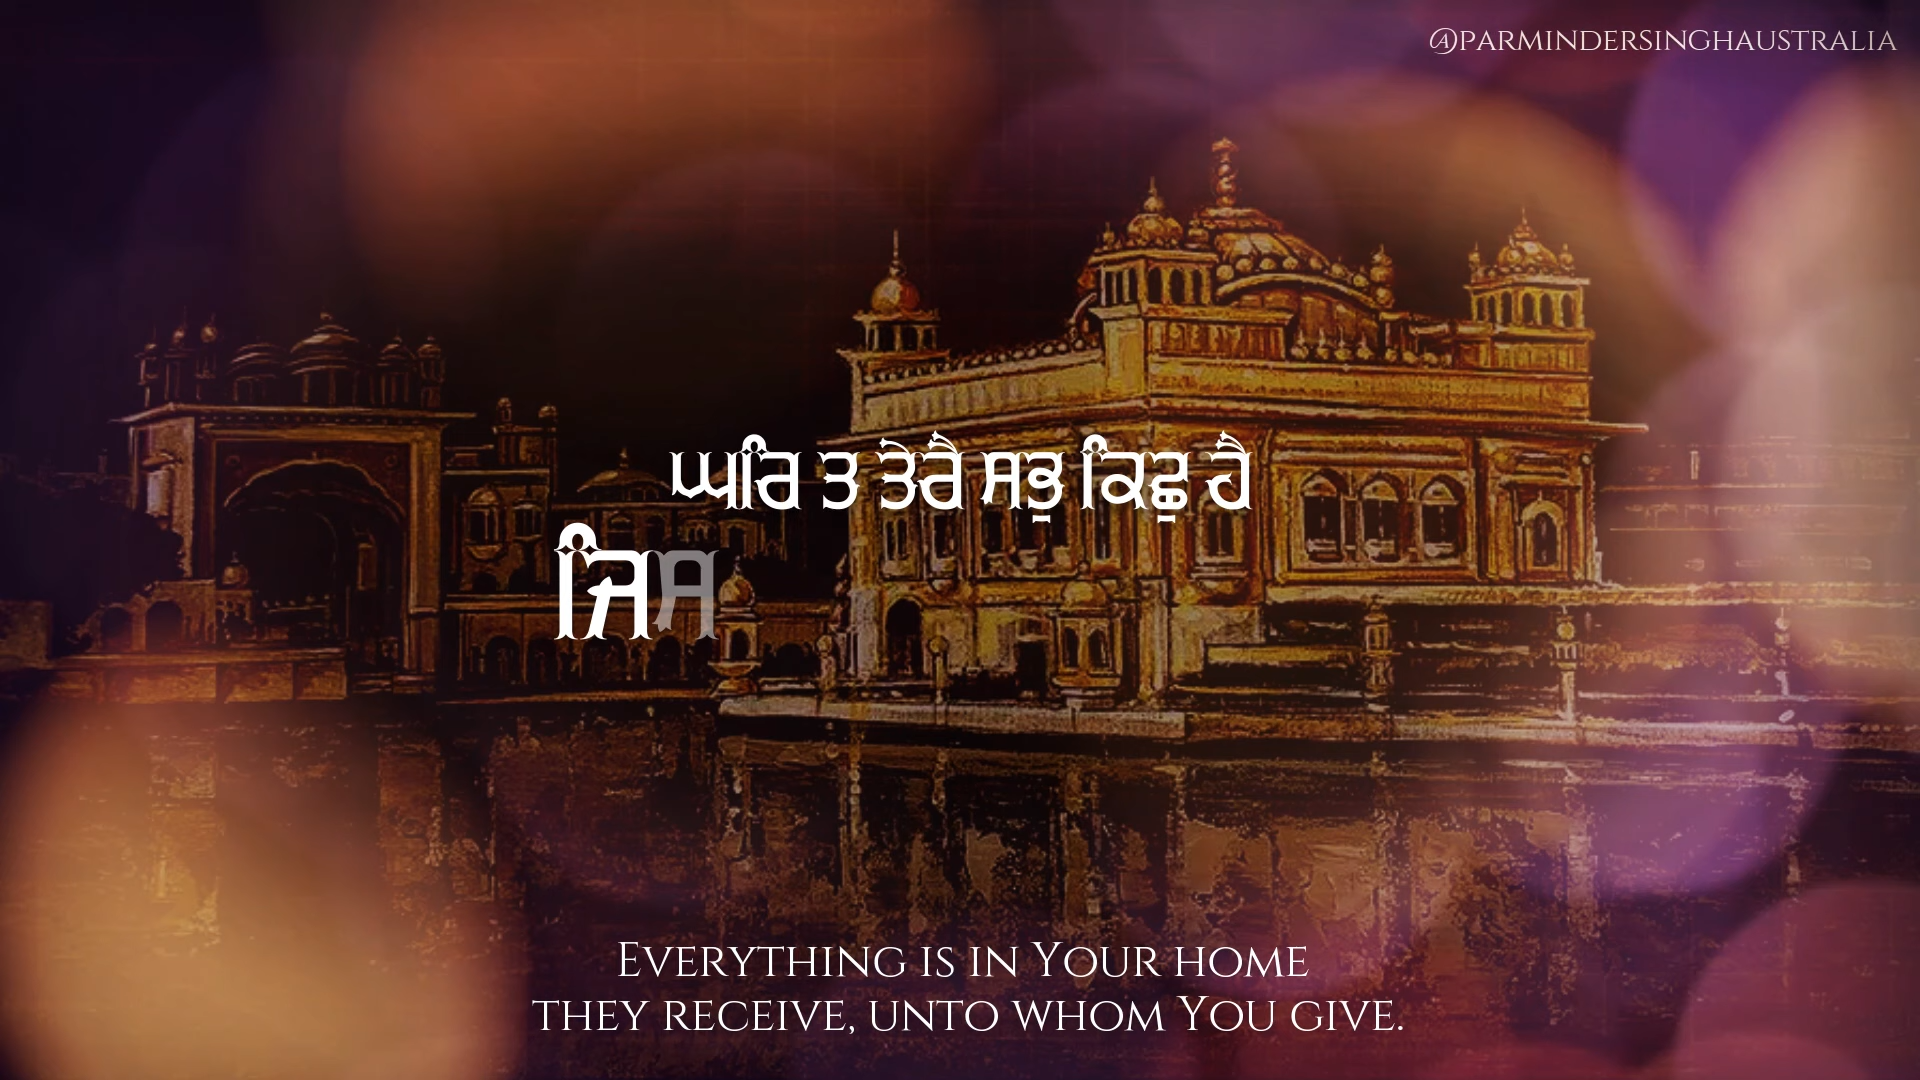 @PARMINDERSINGHAUSTRALIA
ਘਰਿ ਤ ਤੇਰੈ ਸਭੁ ਕਿਛੁ ਹੈ
ਜਿਸ
EVERYTHING IS IN YOUR HOME
THEY RECEIVE, UNTO WHOM YOU GIVE.